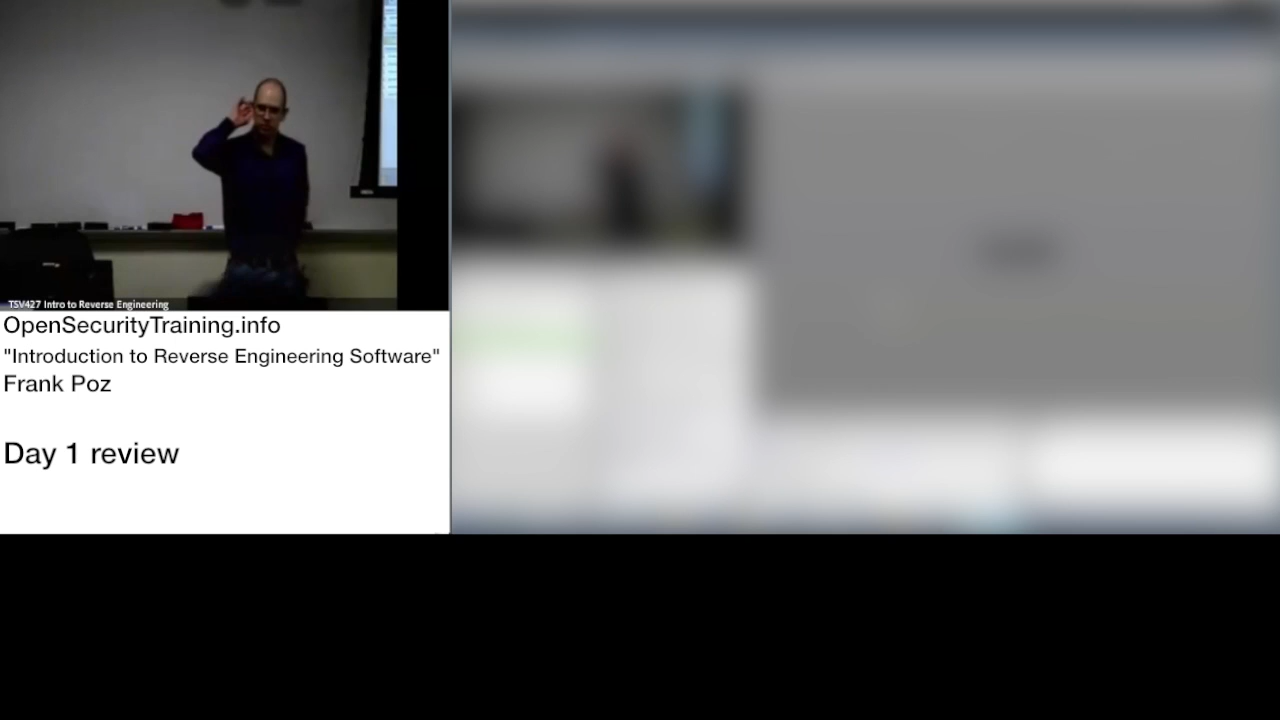 TSV427 Intro to Reverse Engineering
OpenSecurityTraining.info
"Introduction to Reverse Engineering Software"
Frank Poz
Day 1 review